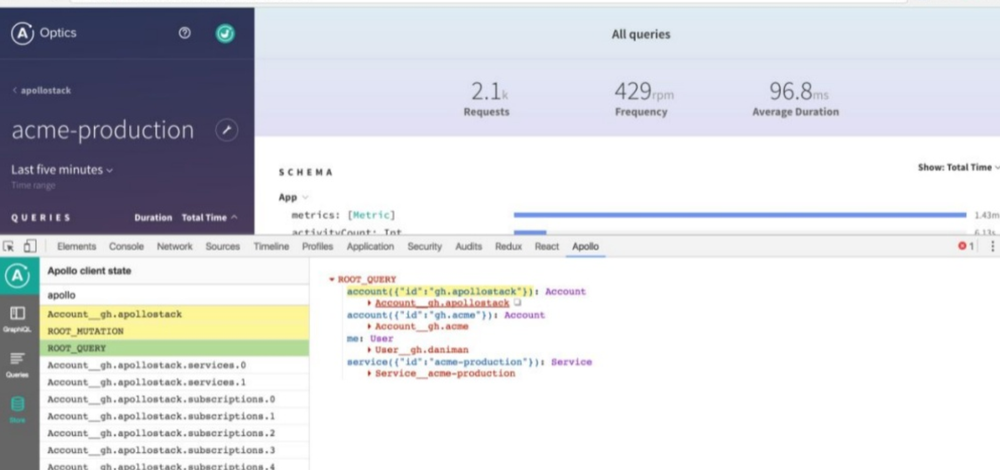 Optics
All queries
< apollostack
2.1k
429rpm
96.8ms
Requests
Frequency
Average Duration
acme-production
Last five minutes
Time range
SCHEMA
Show: Total Time
App
QUERIES Duration Total Time
metrics: [Metric] 1.43m
activityCount: Int 6.13s
Elements Console Network Sources Timeline Profiles Application Security Audits Redux React Apollo 1
Apollo client state
apollo
Account__gh.apollostack
ROOT_MUTATION
ROOT_QUERY
Account__gh.apollostack.services.0
Account__gh.apollostack.services.1
Account__gh.apollostack.subscriptions.0
Account__gh.apollostack.subscriptions.1
Account__gh.apollostack.subscriptions.2
Account__gh.apollostack.subscriptions.3
Account__gh.apollostack.subscriptions.4
GraphiQL
Queries
Store
ROOT_QUERY
account({"id":"gh.apollostack"}): Account
Account__gh.apollostack
account({"id":"gh.acme"}): Account
Account__gh.acme
me: User
User__gh.daniman
service({"id":"acme-production"}): Service
Service__acme-production